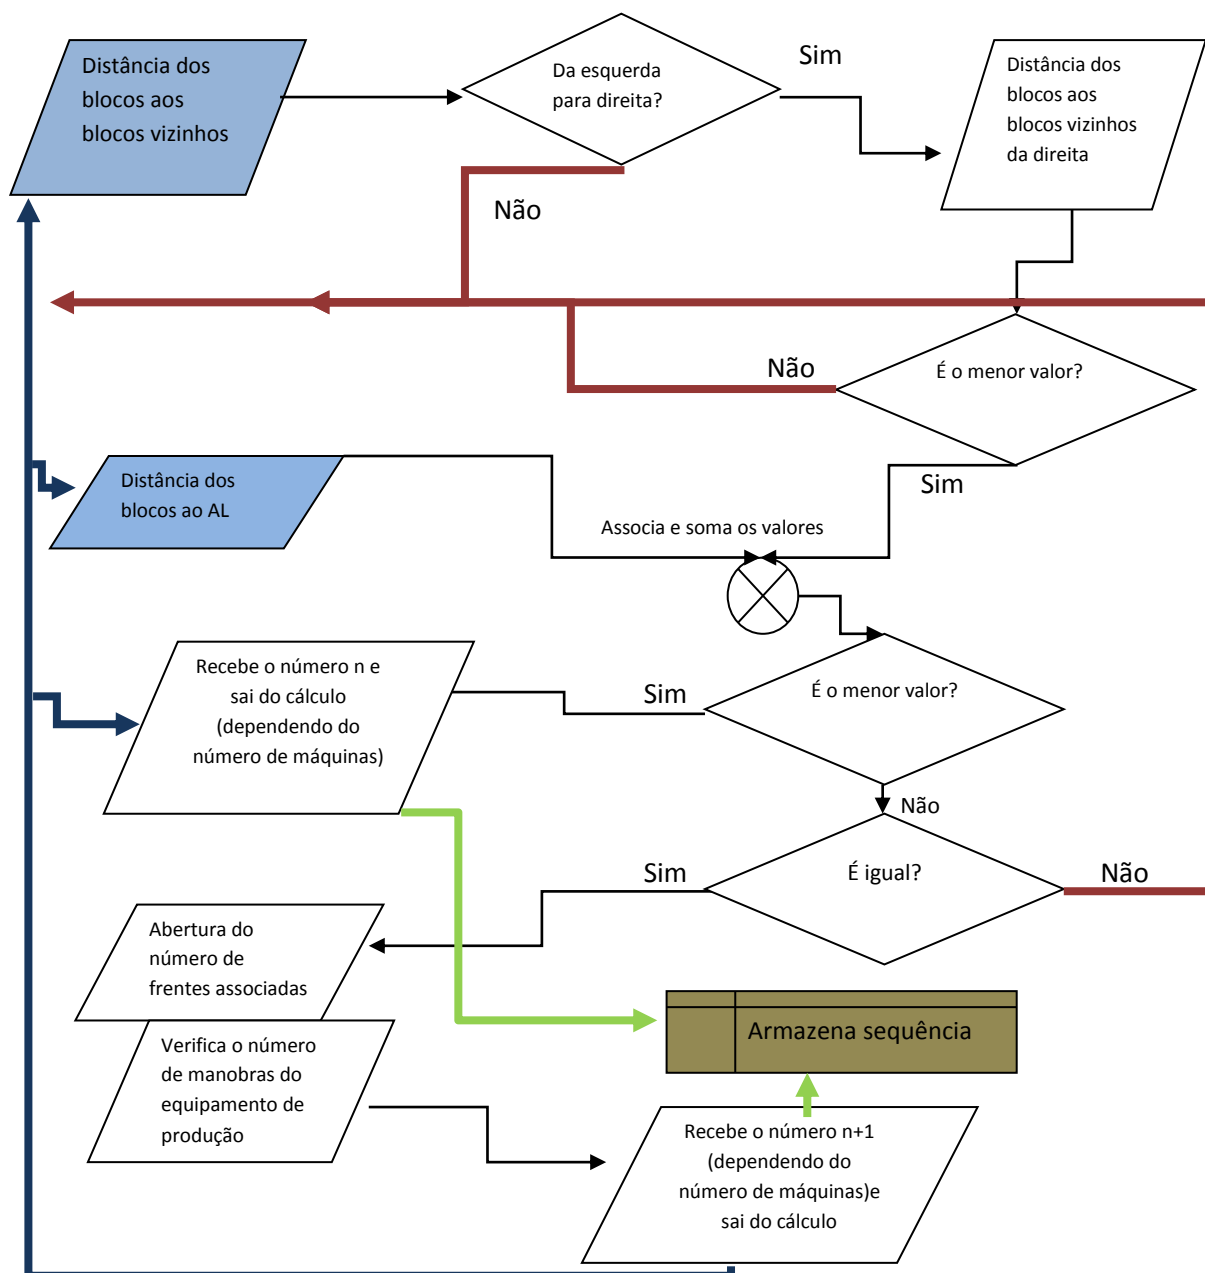 Distância dos
blocos aos
blocos vizinhos
Da esquerda
para direita?
Sim
Distância dos
blocos aos
blocos vizinhos
da direita
Não
Não
É o menor valor?
Sim
Distância dos
blocos ao AL
Associa e soma os valores
Recebe o número n e
sai do cálculo
(dependendo do
número de máquinas)
Sim
É o menor valor?
Não
Sim
É igual?
Não
Abertura do
número de
frentes associadas
Armazena sequência
Verifica o número
de manobras do
equipamento de
produção
Recebe o número n+1
(dependendo do
número de máquinas)e
sai do cálculo